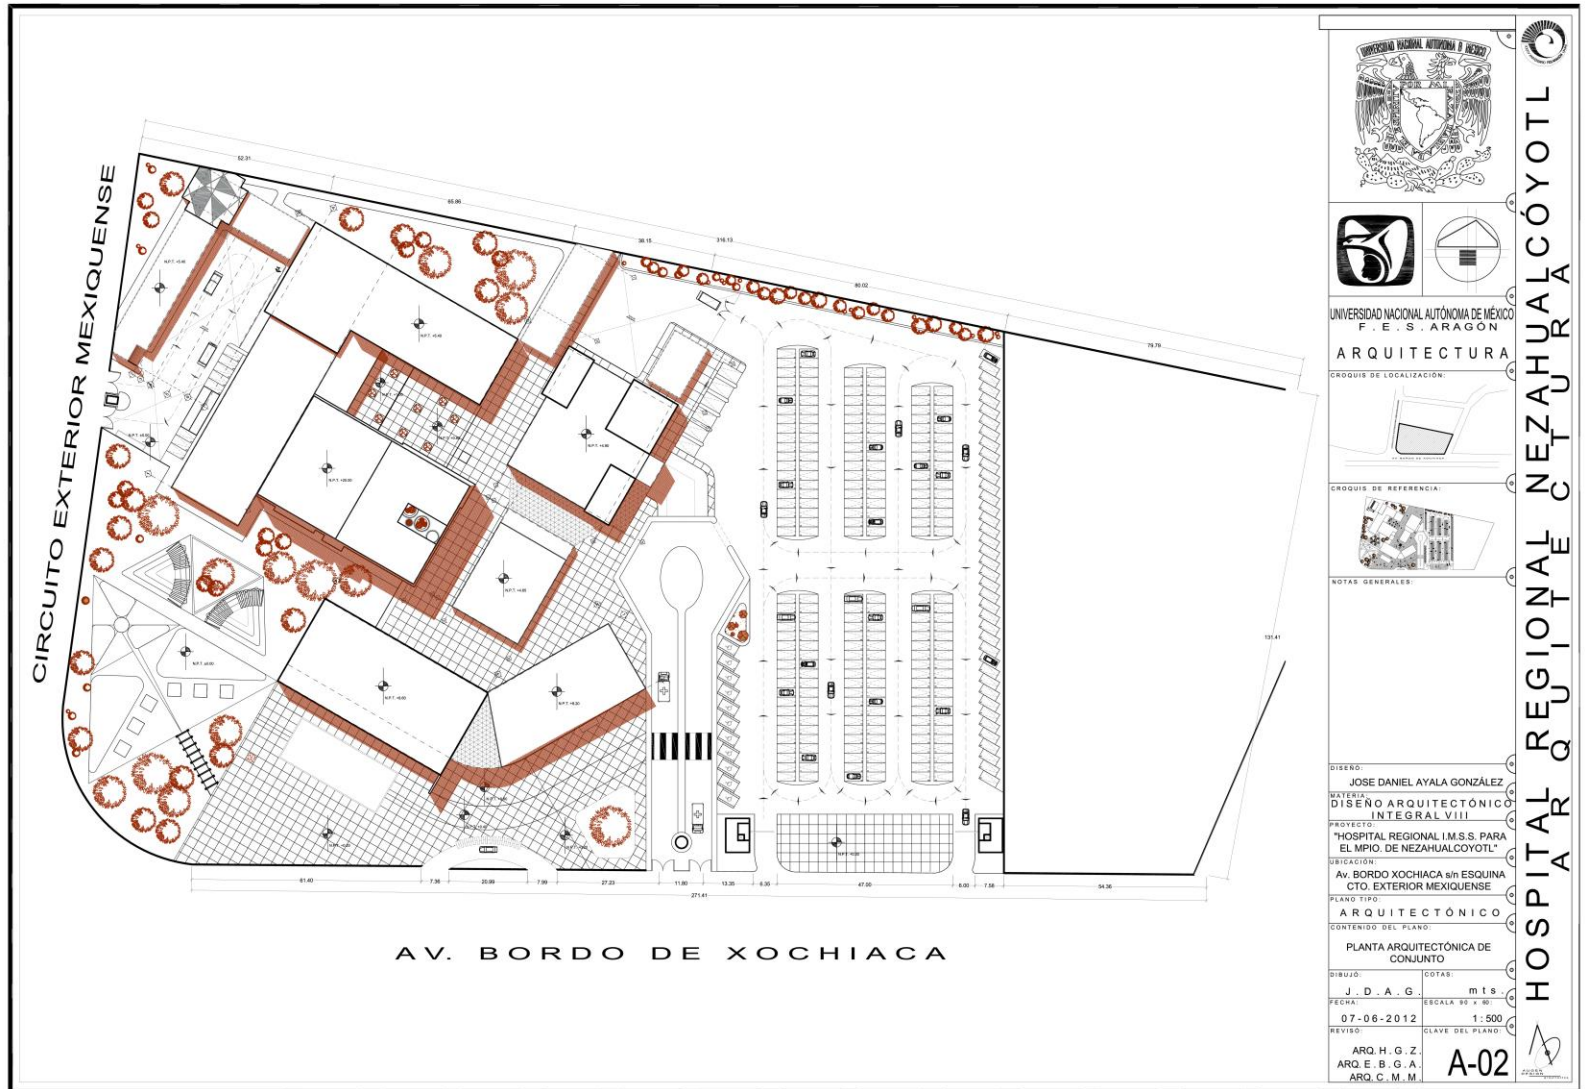 CIRCUITO EXTERIOR MEXIQUENSE
52.31
65.86
38.15
316.13
80.02
79.79
131.41
N.P.T.
N.P.T.
N.P.T.
N.P.T.
N.P.T.
N.P.T.
N.P.T.
N.P.T.
61.40
7.36
20.99
7.99
27.23
11.80
13.35
6.30
47.00
6.00
7.58
54.36
271.41
AV. BORDO DE XOCHIACA
UNIVERSIDAD NACIONAL AUTÓNOMA DE MÉXICO
F.E.S. ARAGÓN
ARQUITECTURA
CROQUIS DE LOCALIZACIÓN:
CROQUIS DE REFERENCIA:
NOTAS GENERALES:
DISEÑO:
JOSE DANIEL AYALA GONZÁLEZ
MATERIA:
DISEÑO ARQUITECTÓNICO
INTEGRAL VIII
PROYECTO:
"HOSPITAL REGIONAL I.M.S.S. PARA
EL MPIO. DE NEZAHUALCOYOTL"
UBICACIÓN:
Av. BORDO XOCHIACA s/n ESQUINA
CTO. EXTERIOR MEXIQUENSE
PLANO TIPO:
ARQUITECTÓNICO
CONTENIDO DEL PLANO:
PLANTA ARQUITECTÓNICA DE
CONJUNTO
DIBUJÓ:
J.D.A.G.
COTAS:
mts.
FECHA:
07-06-2012
ESCALA 90 x 60:
1:500
REVISÓ:
ARQ. H. G. Z.
ARQ. E. B. G. A.
ARQ. C. M. M.
CLAVE DEL PLANO:
A-02
HOSPITAL REGIONAL NEZAHUALCÓYOTL
ARQUITECTURA